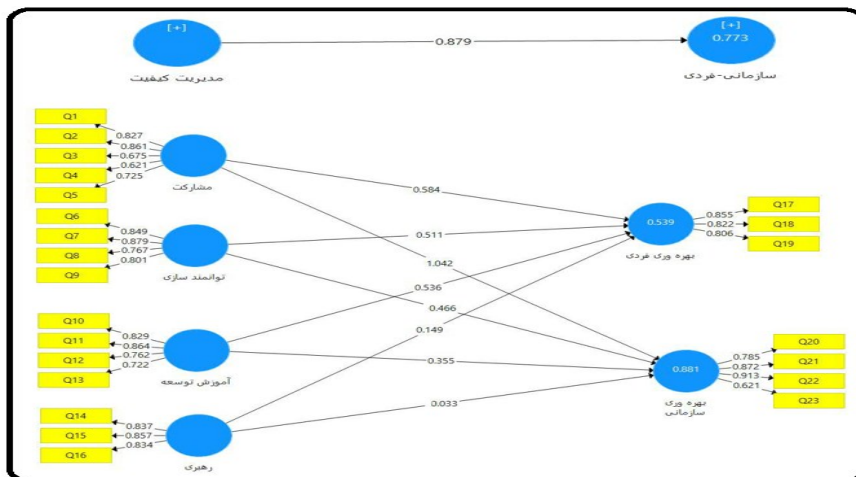 [+]
0.879
[+]
0.773
مدیریت کیفیت
سازمانی-فردی
Q1
Q2
Q3
Q4
Q5
0.827
0.861
0.675
0.621
0.725
مشارکت
Q6
Q7
Q8
Q9
0.849
0.879
0.767
0.801
توانمند سازی
Q10
Q11
Q12
Q13
0.829
0.864
0.762
0.722
آموزش توسعه
Q14
Q15
Q16
0.837
0.857
0.834
رهبری
0.584
0.511
1.042
0.536
0.466
0.149
0.355
0.033
0.539
بهره وری فردی
0.855
0.822
0.806
Q17
Q18
Q19
0.881
بهره وری
سازمانی
0.785
0.872
0.913
0.621
Q20
Q21
Q22
Q23